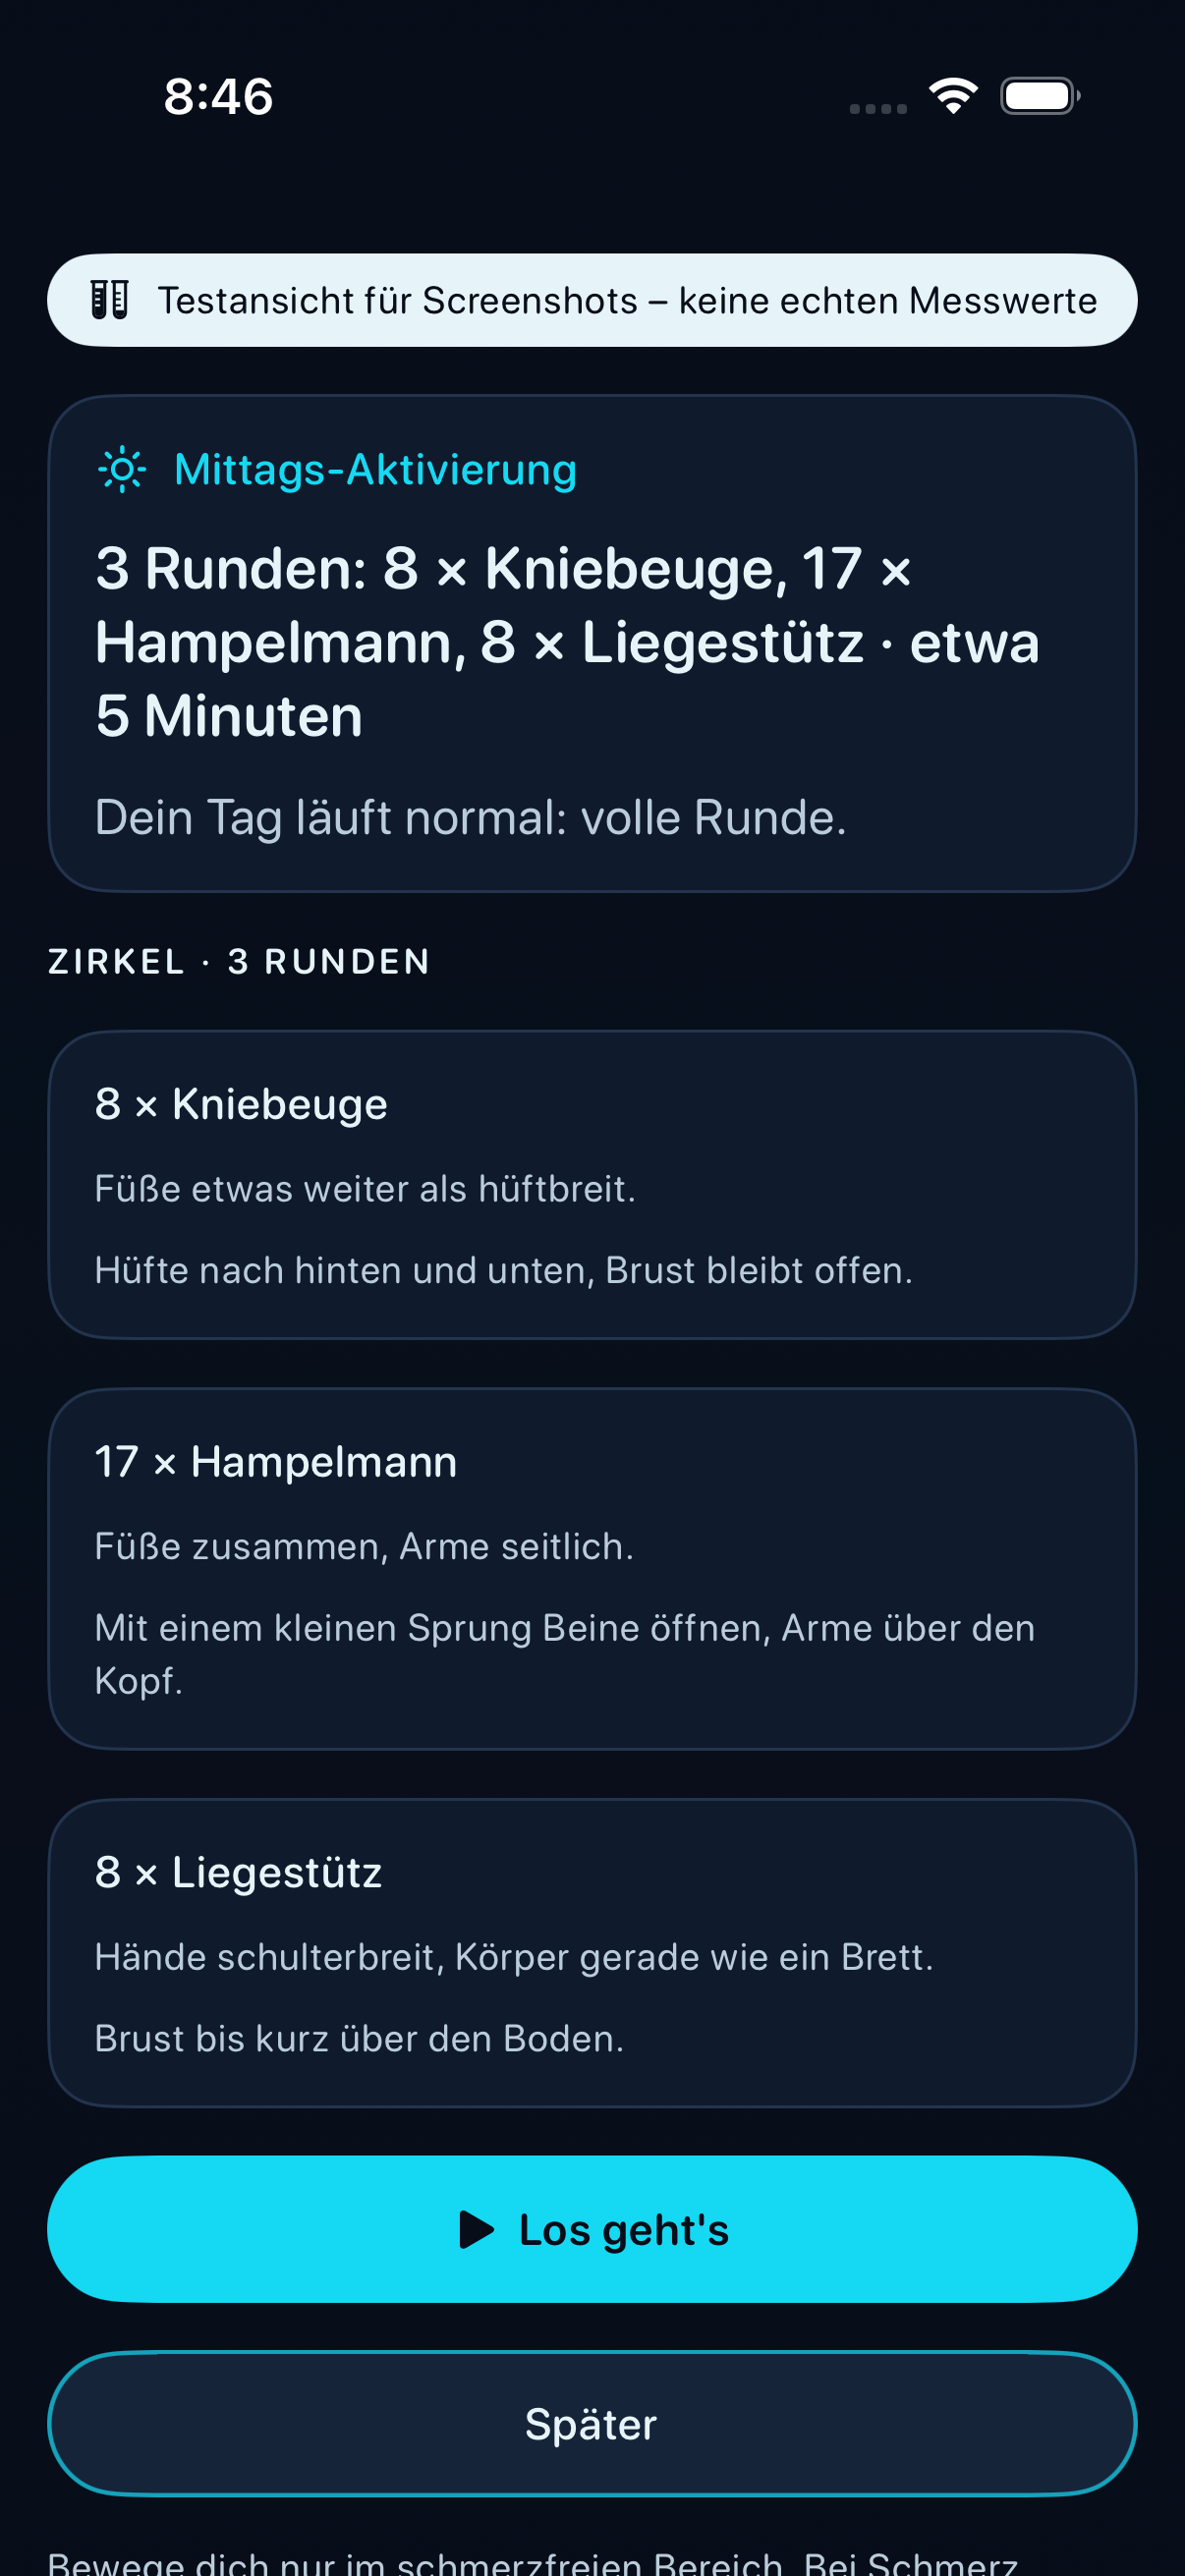 8:46
Testansicht für Screenshots – keine echten Messwerte
Mittags-Aktivierung
3 Runden: 8 × Kniebeuge, 17 ×
Hampelmann, 8 × Liegestütz · etwa
5 Minuten
Dein Tag läuft normal: volle Runde.
ZIRKEL · 3 RUNDEN
8 × Kniebeuge
Füße etwas weiter als hüftbreit.
Hüfte nach hinten und unten, Brust bleibt offen.
17 × Hampelmann
Füße zusammen, Arme seitlich.
Mit einem kleinen Sprung Beine öffnen, Arme über den
Kopf.
8 × Liegestütz
Hände schulterbreit, Körper gerade wie ein Brett.
Brust bis kurz über den Boden.
Los geht's
Später
Bewege dich nur im schmerzfreien Bereich. Bei Schmerz